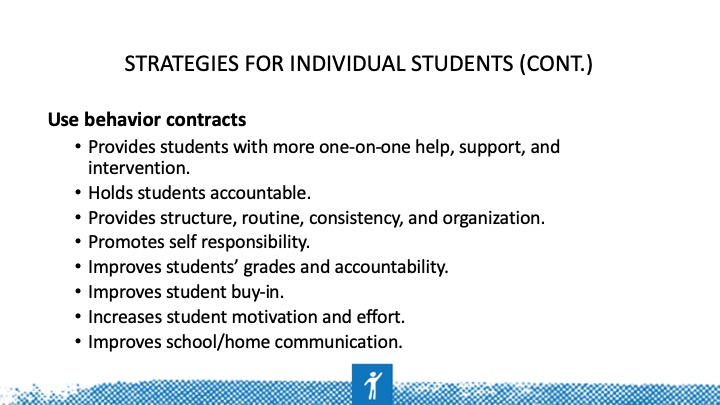 STRATEGIES FOR INDIVIDUAL STUDENTS (CONT.)
Use behavior contracts
• Provides students with more one-on-one help, support, and
intervention.
• Holds students accountable.
• Provides structure, routine, consistency, and organization.
• Promotes self responsibility.
• Improves students’ grades and accountability.
• Improves student buy-in.
• Increases student motivation and effort.
• Improves school/home communication.